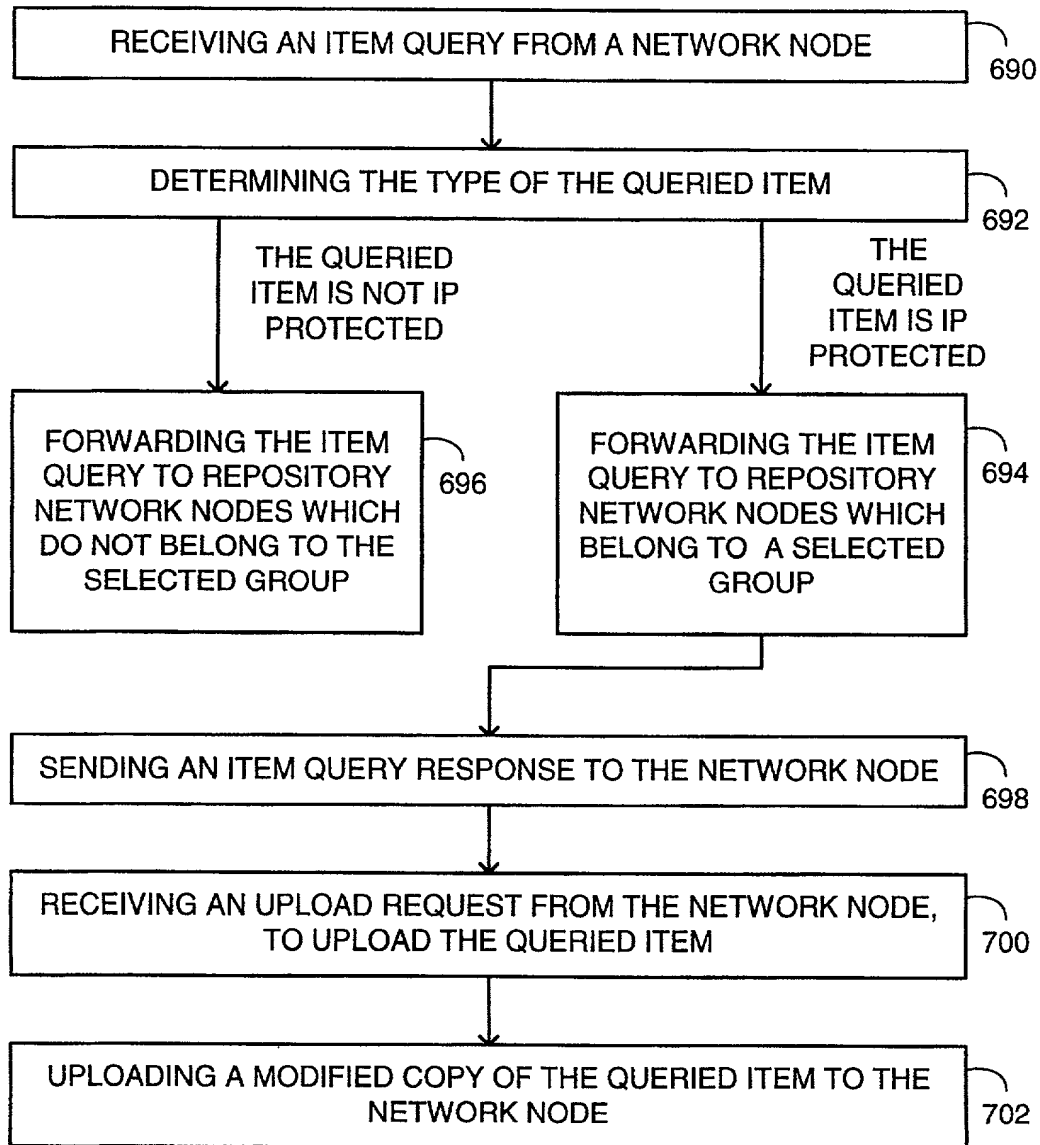 RECEIVING AN ITEM QUERY FROM A NETWORK NODE
690
DETERMINING THE TYPE OF THE QUERIED ITEM
692
THE QUERIED
ITEM IS NOT IP
PROTECTED
THE
QUERIED
ITEM IS IP
PROTECTED
FORWARDING THE ITEM
QUERY TO REPOSITORY
NETWORK NODES WHICH
DO NOT BELONG TO THE
SELECTED GROUP
696
FORWARDING THE ITEM
QUERY TO REPOSITORY
NETWORK NODES WHICH
BELONG TO A SELECTED
GROUP
694
SENDING AN ITEM QUERY RESPONSE TO THE NETWORK NODE
698
RECEIVING AN UPLOAD REQUEST FROM THE NETWORK NODE,
TO UPLOAD THE QUERIED ITEM
700
UPLOADING A MODIFIED COPY OF THE QUERIED ITEM TO THE
NETWORK NODE
702